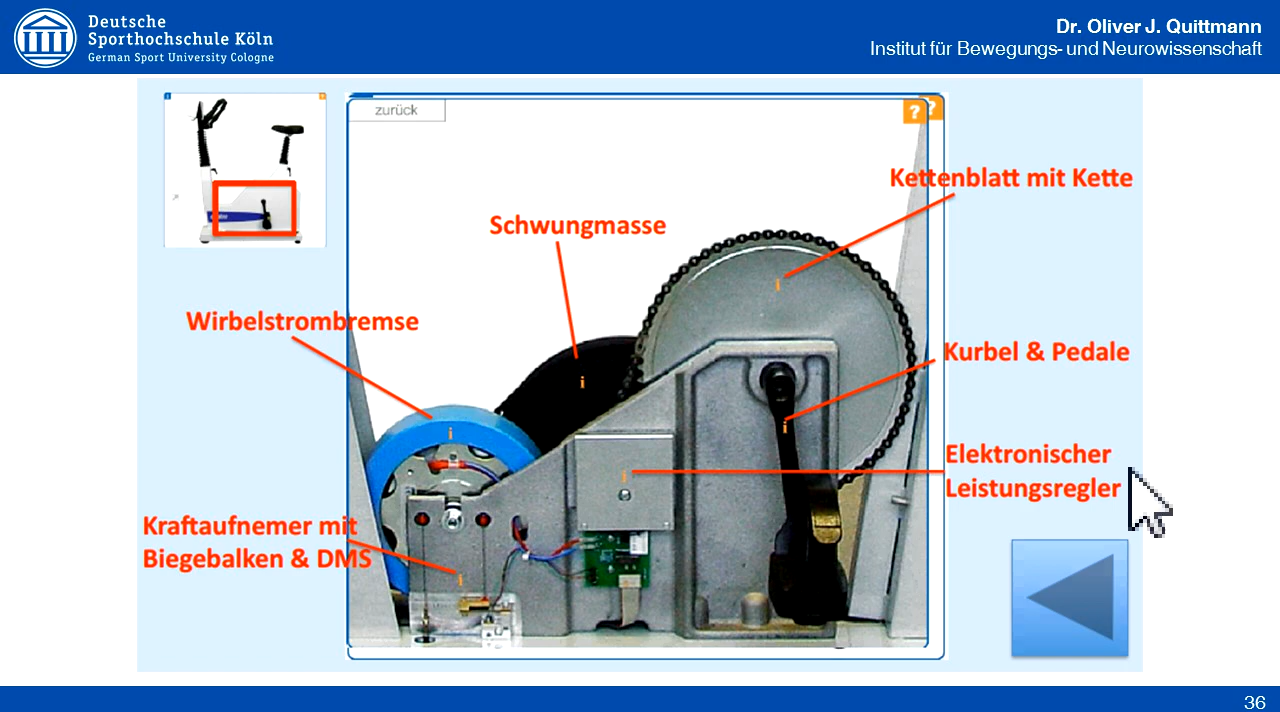 Deutsche
Sporthochschule Köln
German Sport University Cologne
Dr. Oliver J. Quittmann
Institut für Bewegungs- und Neurowissenschaft
zurück
? ?
Kettenblatt mit Kette
Schwungmasse
i
i
Wirbelstrombremse
Kurbel & Pedale
i
i
i
Elektronischer
Leistungsregler
i
Kraftaufnemer mit
Biegebalken & DMS
i
36